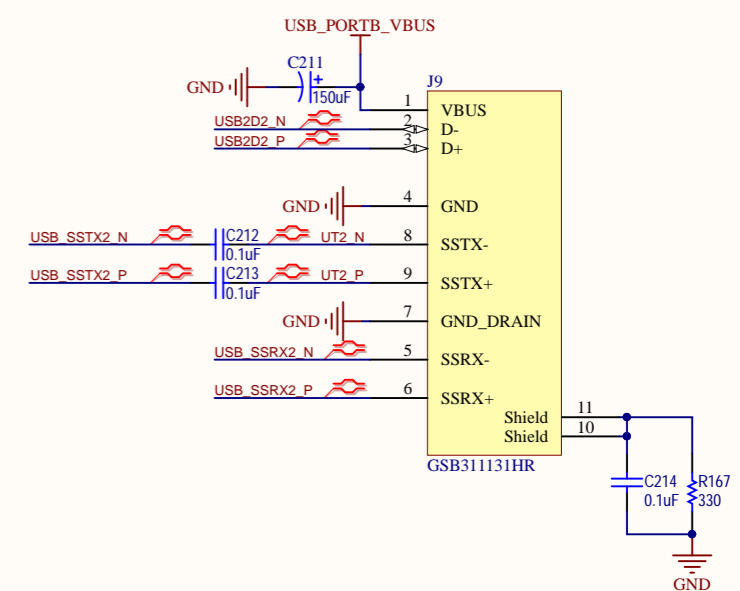 USB_PORTB_VBUS
C211
J9
GND
150uF
1
VBUS
USB2D2_N
2
D-
USB2D2_P
3
D+
GND
4
GND
USB_SSTX2_N
C212
0.1uF
UT2_N
8
SSTX-
USB_SSTX2_P
C213
0.1uF
UT2_P
9
SSTX+
GND
7
GND_DRAIN
USB_SSRX2_N
5
SSRX-
USB_SSRX2_P
6
SSRX+
Shield
11
Shield
10
GSB311131HR
C214
0.1uF
R167
330
GND